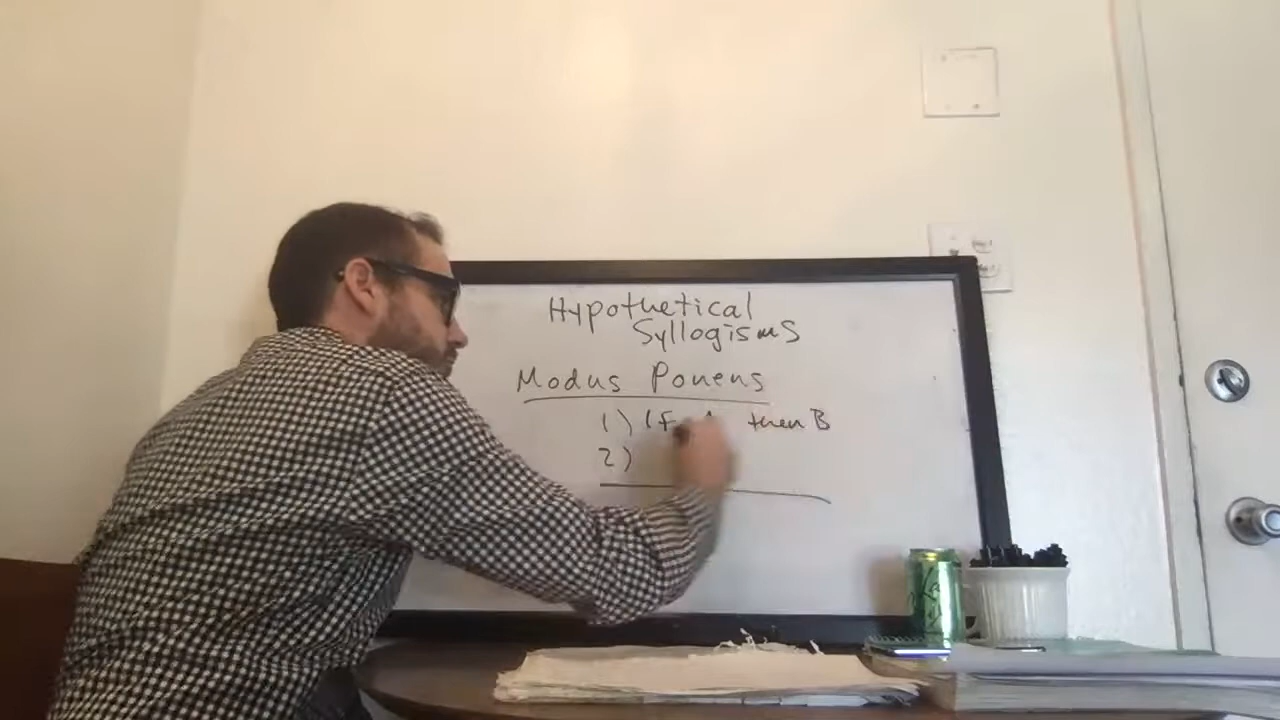 Hypothetical
Syllogisms
Modus Ponens
1) If then B
2)